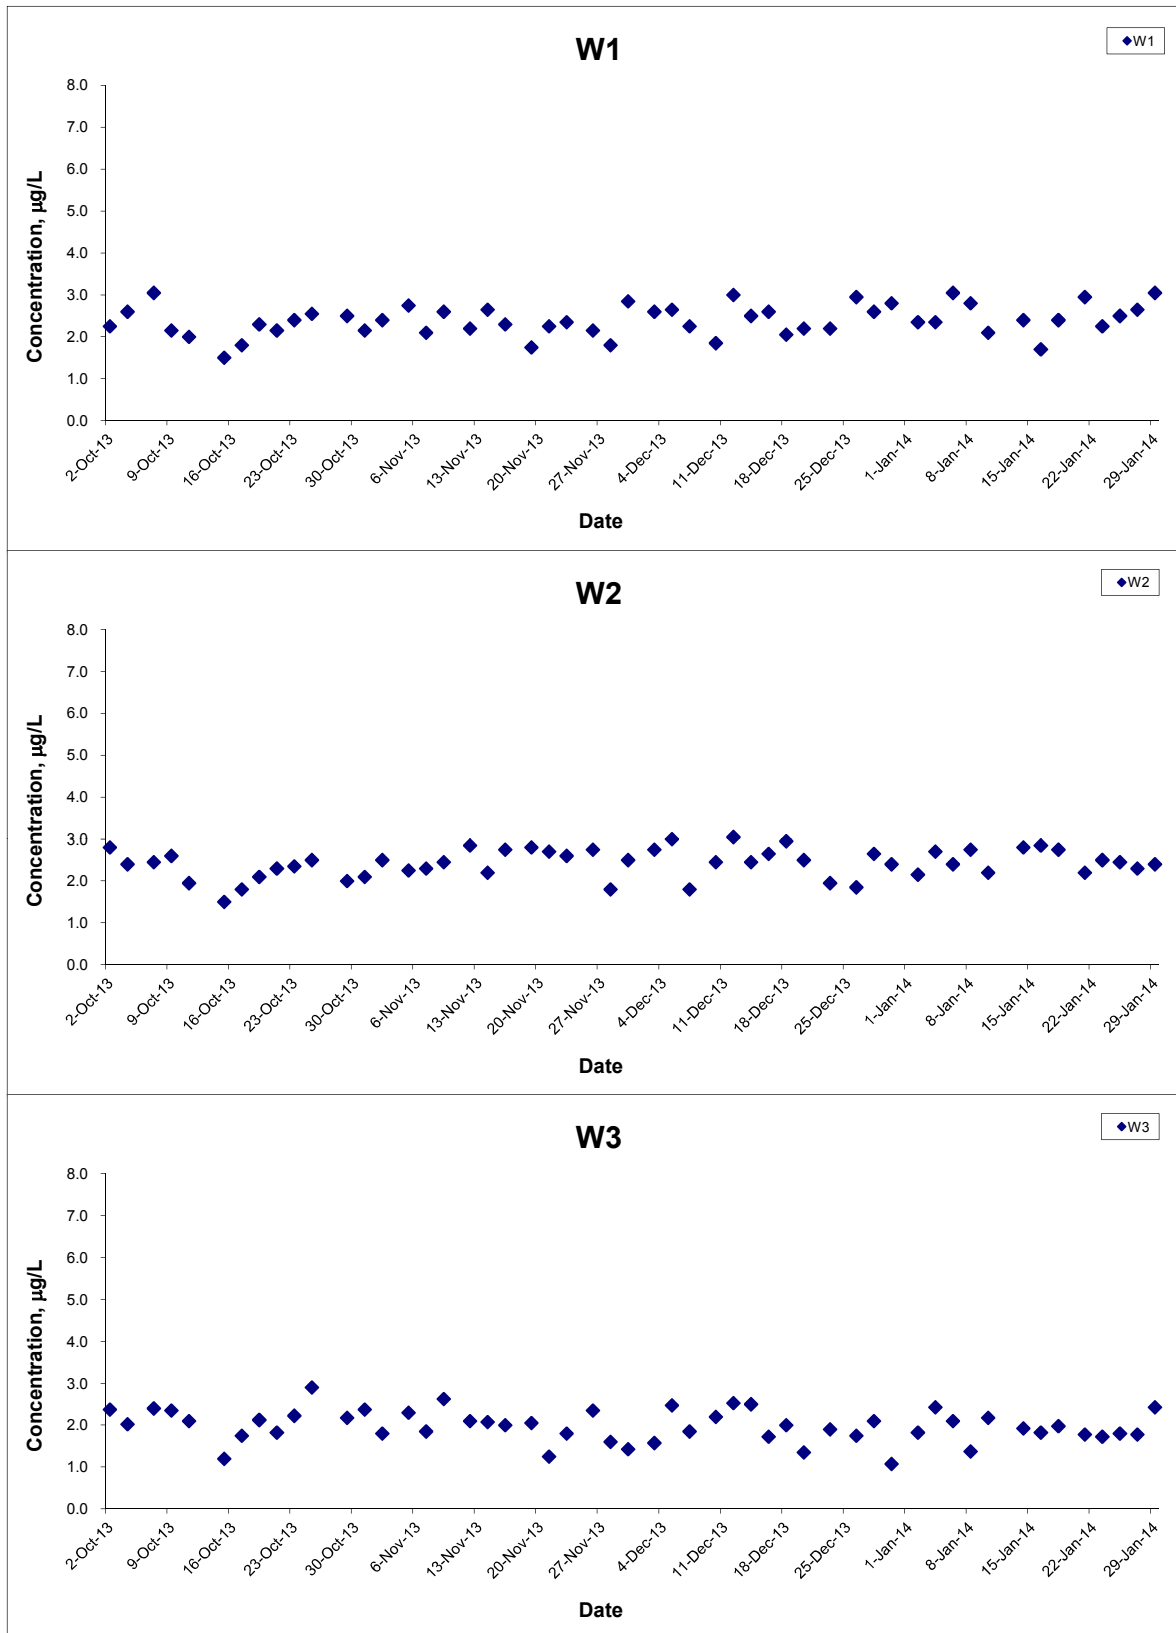 W1
W1
8.0
7.0
6.0
5.0
4.0
3.0
2.0
1.0
0.0
Concentration, µg/L
2-Oct-13
9-Oct-13
16-Oct-13
23-Oct-13
30-Oct-13
6-Nov-13
13-Nov-13
20-Nov-13
27-Nov-13
4-Dec-13
11-Dec-13
18-Dec-13
25-Dec-13
1-Jan-14
8-Jan-14
15-Jan-14
22-Jan-14
29-Jan-14
Date
W2
W2
8.0
7.0
6.0
5.0
4.0
3.0
2.0
1.0
0.0
Concentration, µg/L
2-Oct-13
9-Oct-13
16-Oct-13
23-Oct-13
30-Oct-13
6-Nov-13
13-Nov-13
20-Nov-13
27-Nov-13
4-Dec-13
11-Dec-13
18-Dec-13
25-Dec-13
1-Jan-14
8-Jan-14
15-Jan-14
22-Jan-14
29-Jan-14
Date
W3
W3
8.0
7.0
6.0
5.0
4.0
3.0
2.0
1.0
0.0
Concentration, µg/L
2-Oct-13
9-Oct-13
16-Oct-13
23-Oct-13
30-Oct-13
6-Nov-13
13-Nov-13
20-Nov-13
27-Nov-13
4-Dec-13
11-Dec-13
18-Dec-13
25-Dec-13
1-Jan-14
8-Jan-14
15-Jan-14
22-Jan-14
29-Jan-14
Date